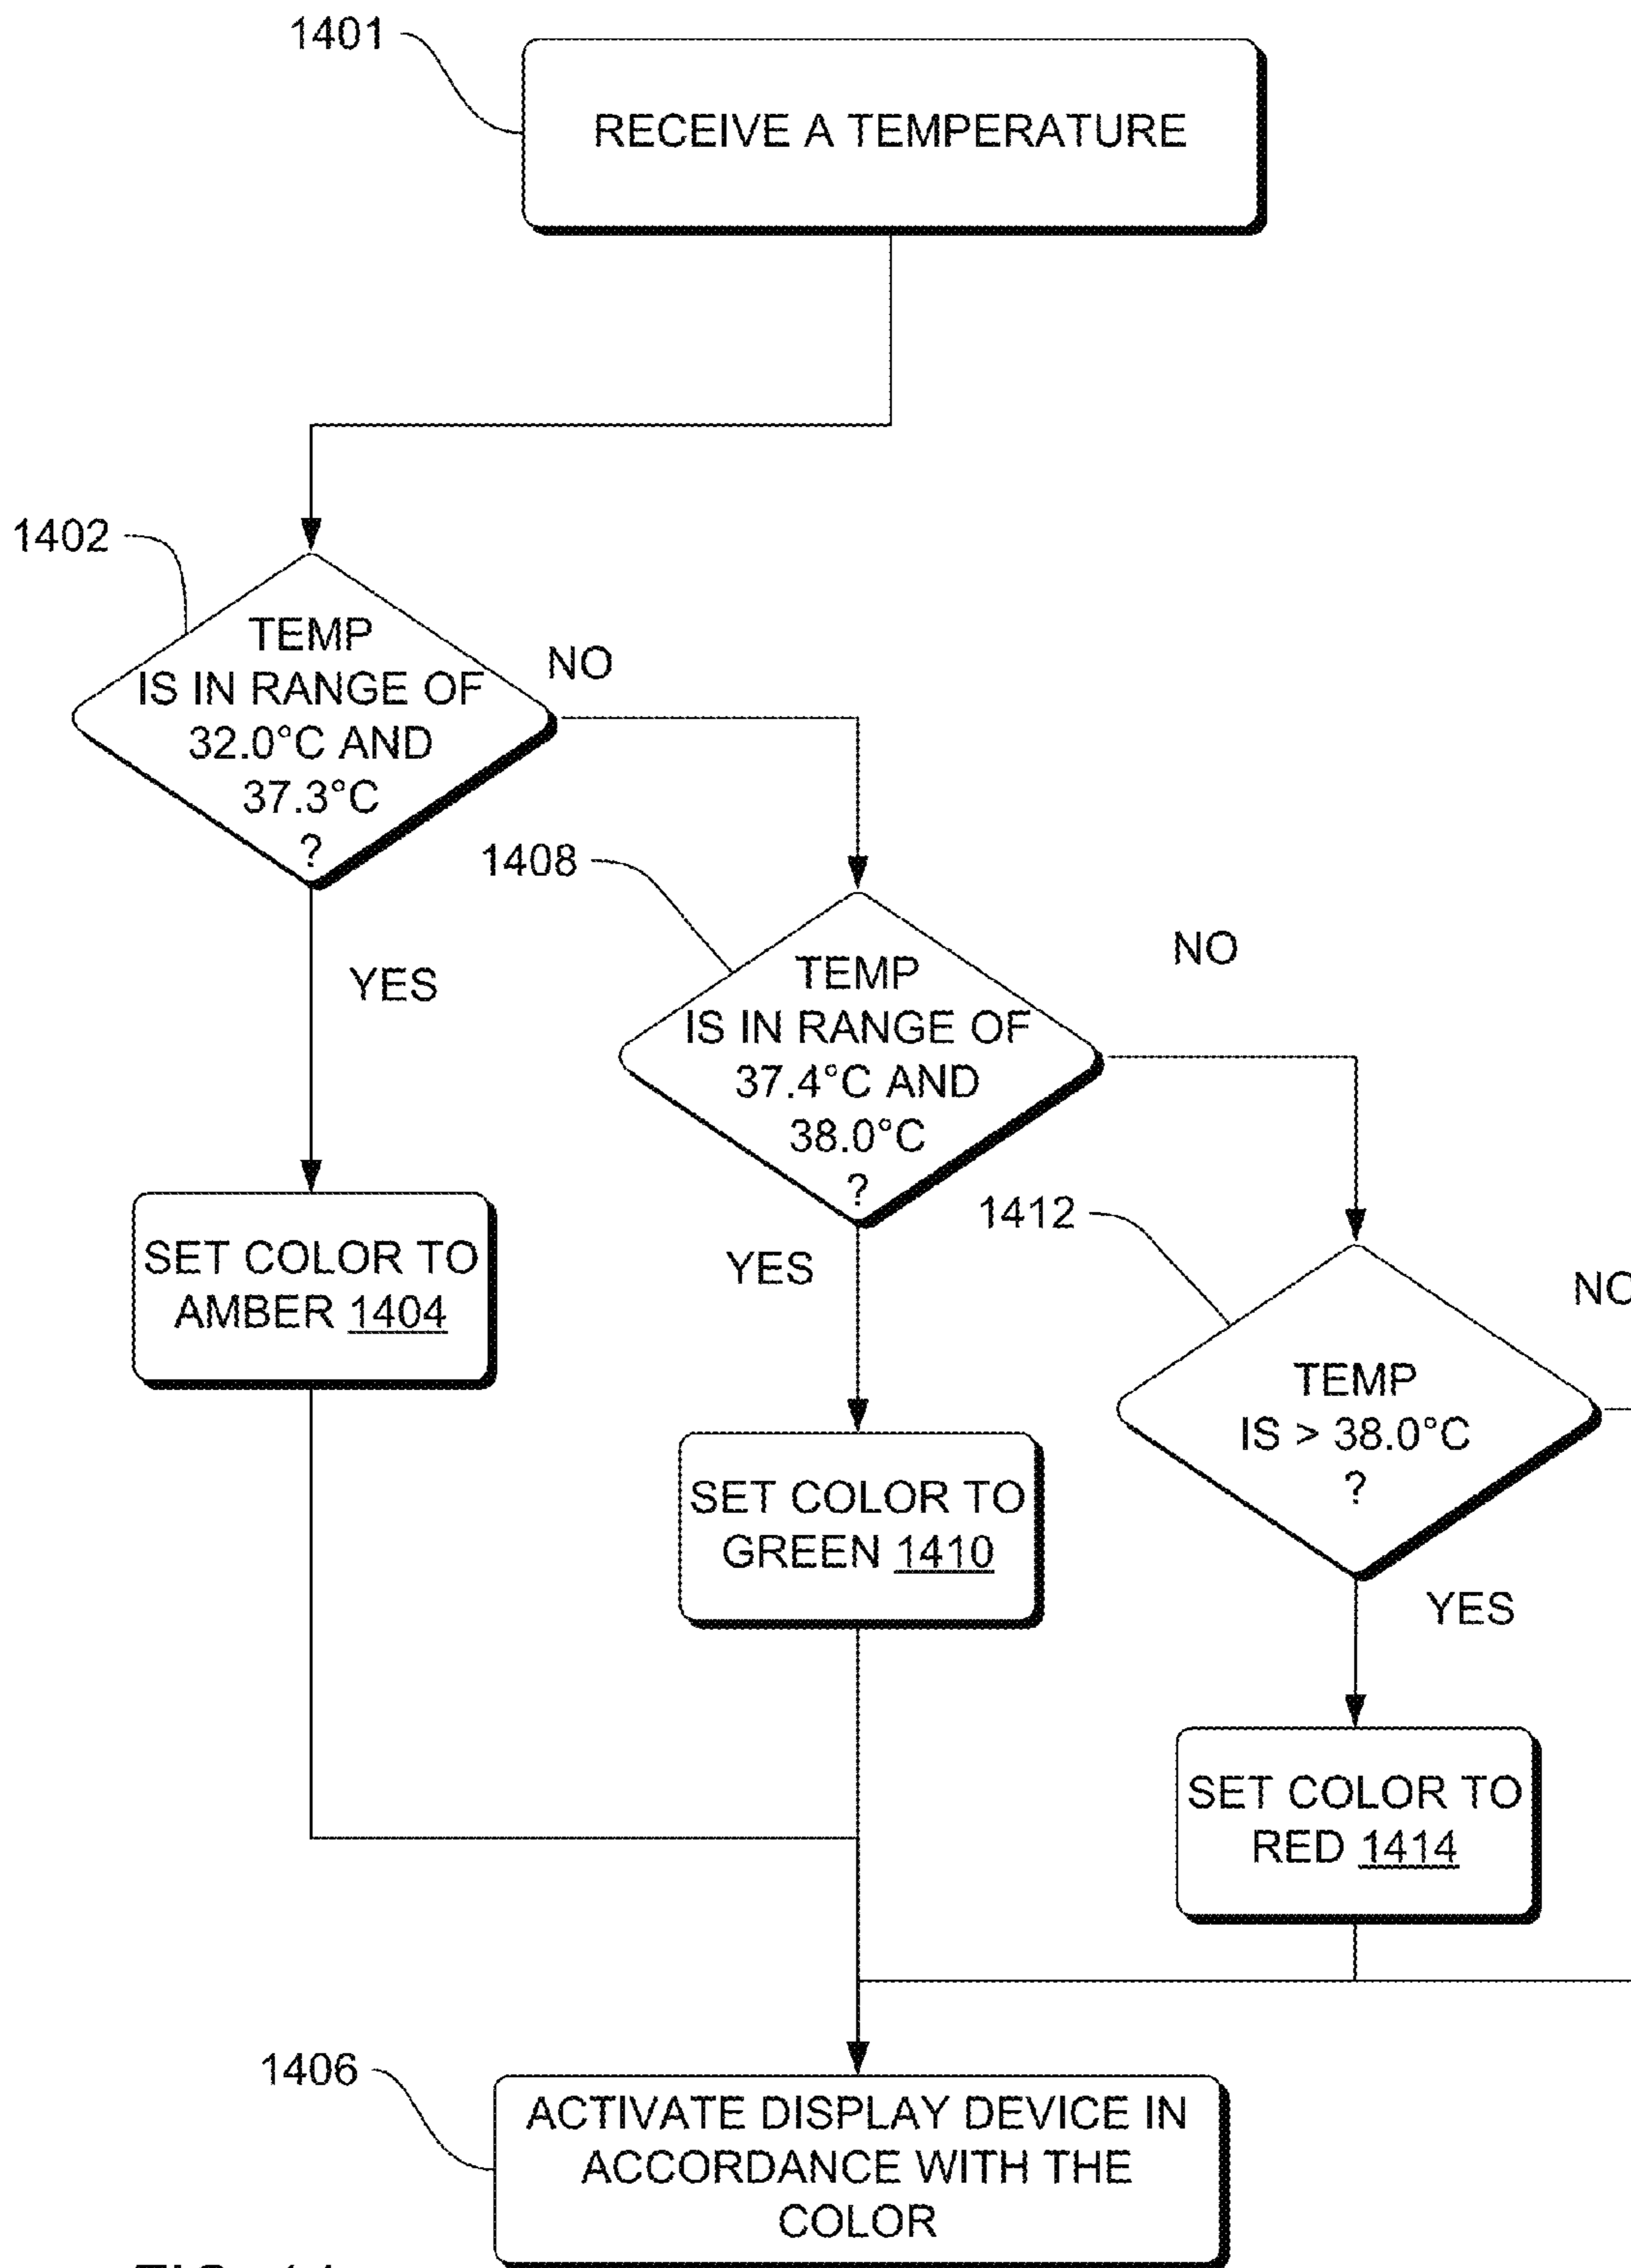 1401
RECEIVE A TEMPERATURE
1402
TEMP
IS IN RANGE OF
32.0°C AND
37.3°C
?
NO
YES
1408
TEMP
IS IN RANGE OF
37.4°C AND
38.0°C
?
NO
YES
1412
TEMP
IS > 38.0°C
?
NO
YES
SET COLOR TO
AMBER 1404
SET COLOR TO
GREEN 1410
SET COLOR TO
RED 1414
1406
ACTIVATE DISPLAY DEVICE IN
ACCORDANCE WITH THE
COLOR